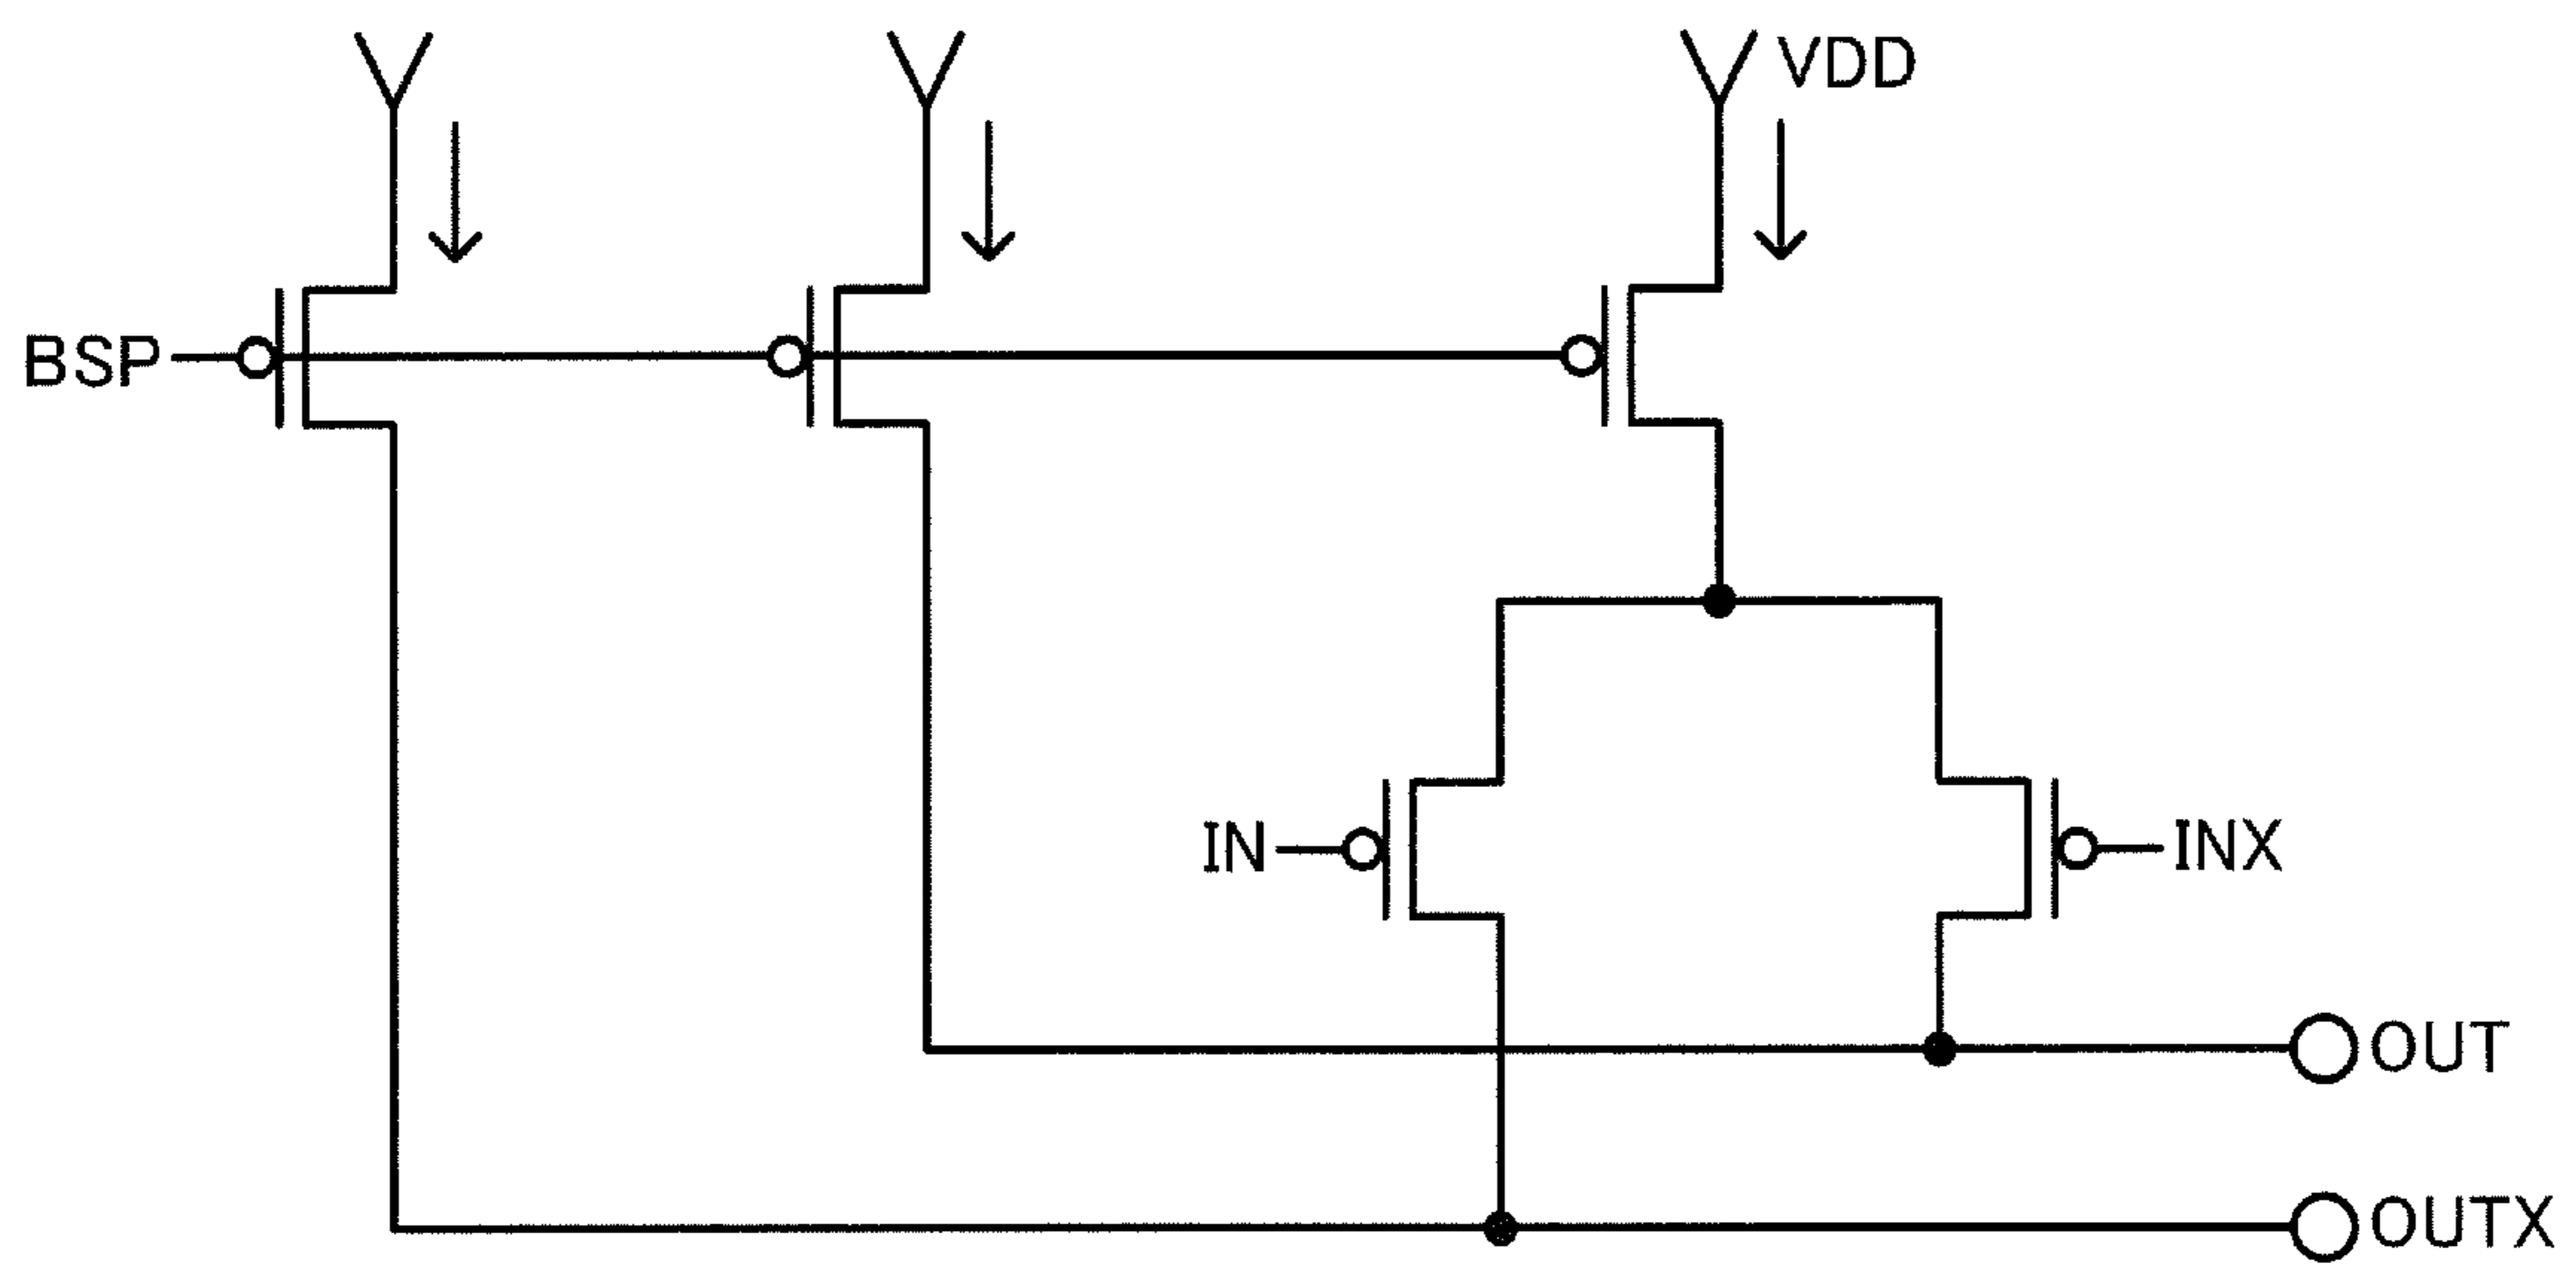 VDD
BSP
IN
INX
OUT
OUTX